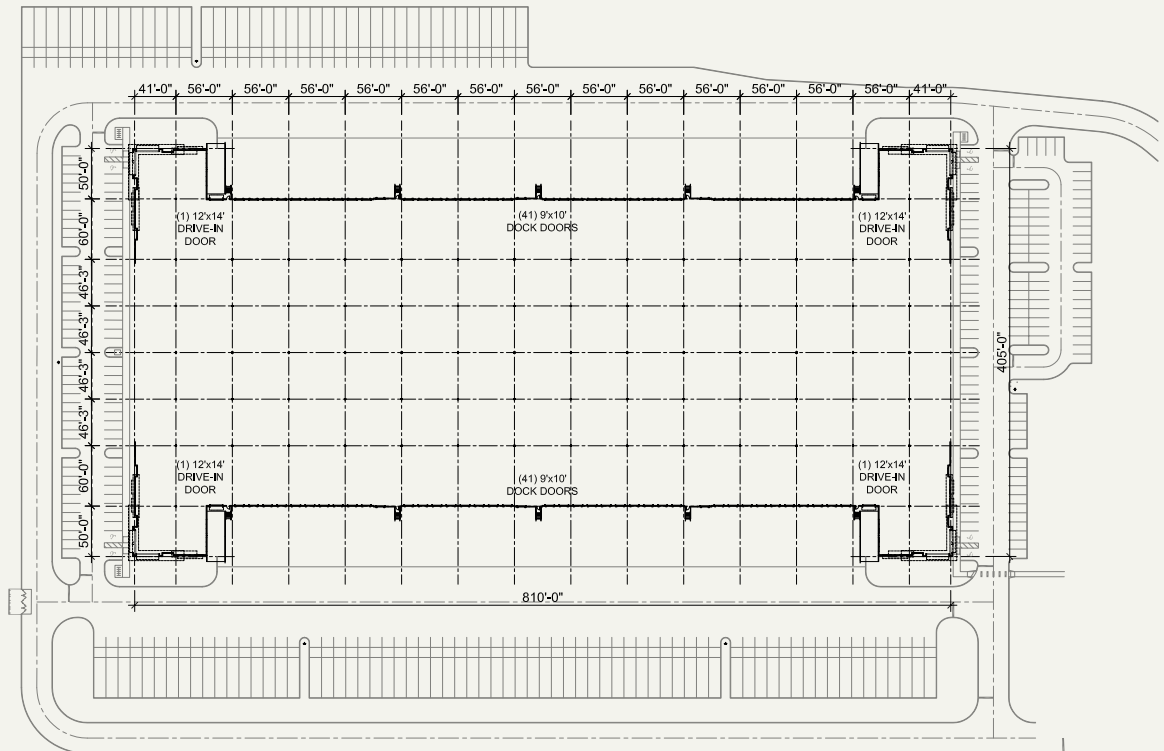 41'-0" 56'-0" 56'-0" 56'-0" 56'-0" 56'-0" 56'-0" 56'-0" 56'-0" 56'-0" 56'-0" 56'-0" 56'-0" 56'-0" 41'-0"
50'-0"
60'-0"
46'-3"
46'-3"
46'-3"
46'-3"
60'-0"
50'-0"
(1) 12'x14'
DRIVE-IN
DOOR
(41) 9'x10'
DOCK DOORS
(1) 12'x14'
DRIVE-IN
DOOR
405'-0"
(1) 12'x14'
DRIVE-IN
DOOR
(41) 9'x10'
DOCK DOORS
(1) 12'x14'
DRIVE-IN
DOOR
810'-0"